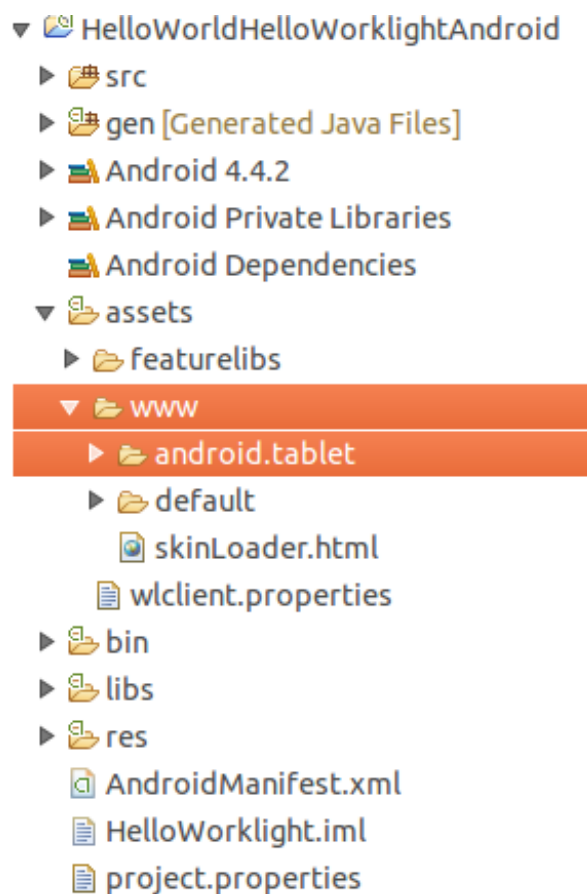 HelloWorldHelloWorklightAndroid
src
gen [Generated Java Files]
Android 4.4.2
Android Private Libraries
Android Dependencies
assets
featurelibs
www
android.tablet
default
skinLoader.html
wlclient.properties
bin
libs
res
AndroidManifest.xml
HelloWorklight.iml
project.properties